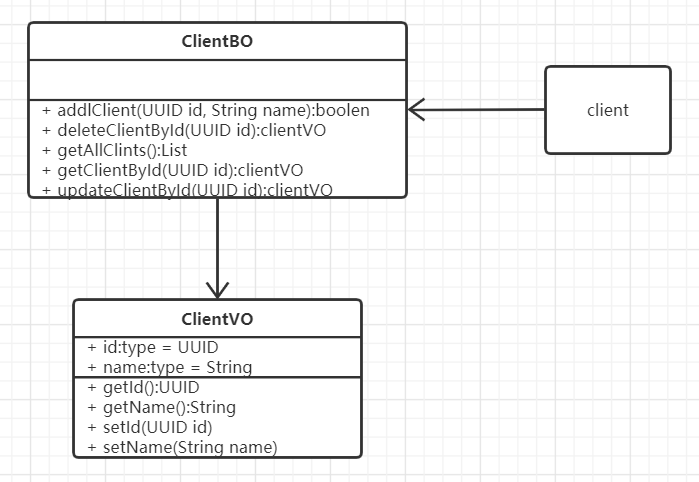 ClientBO
+ addlClient(UUID id, String name):boolen
+ deleteClientById(UUID id):clientVO
+ getAllClints():List
+ getClientById(UUID id):clientVO
+ updateClientById(UUID id):clientVO
client
ClientVO
+ id:type = UUID
+ name:type = String
+ getId():UUID
+ getName():String
+ setId(UUID id)
+ setName(String name)